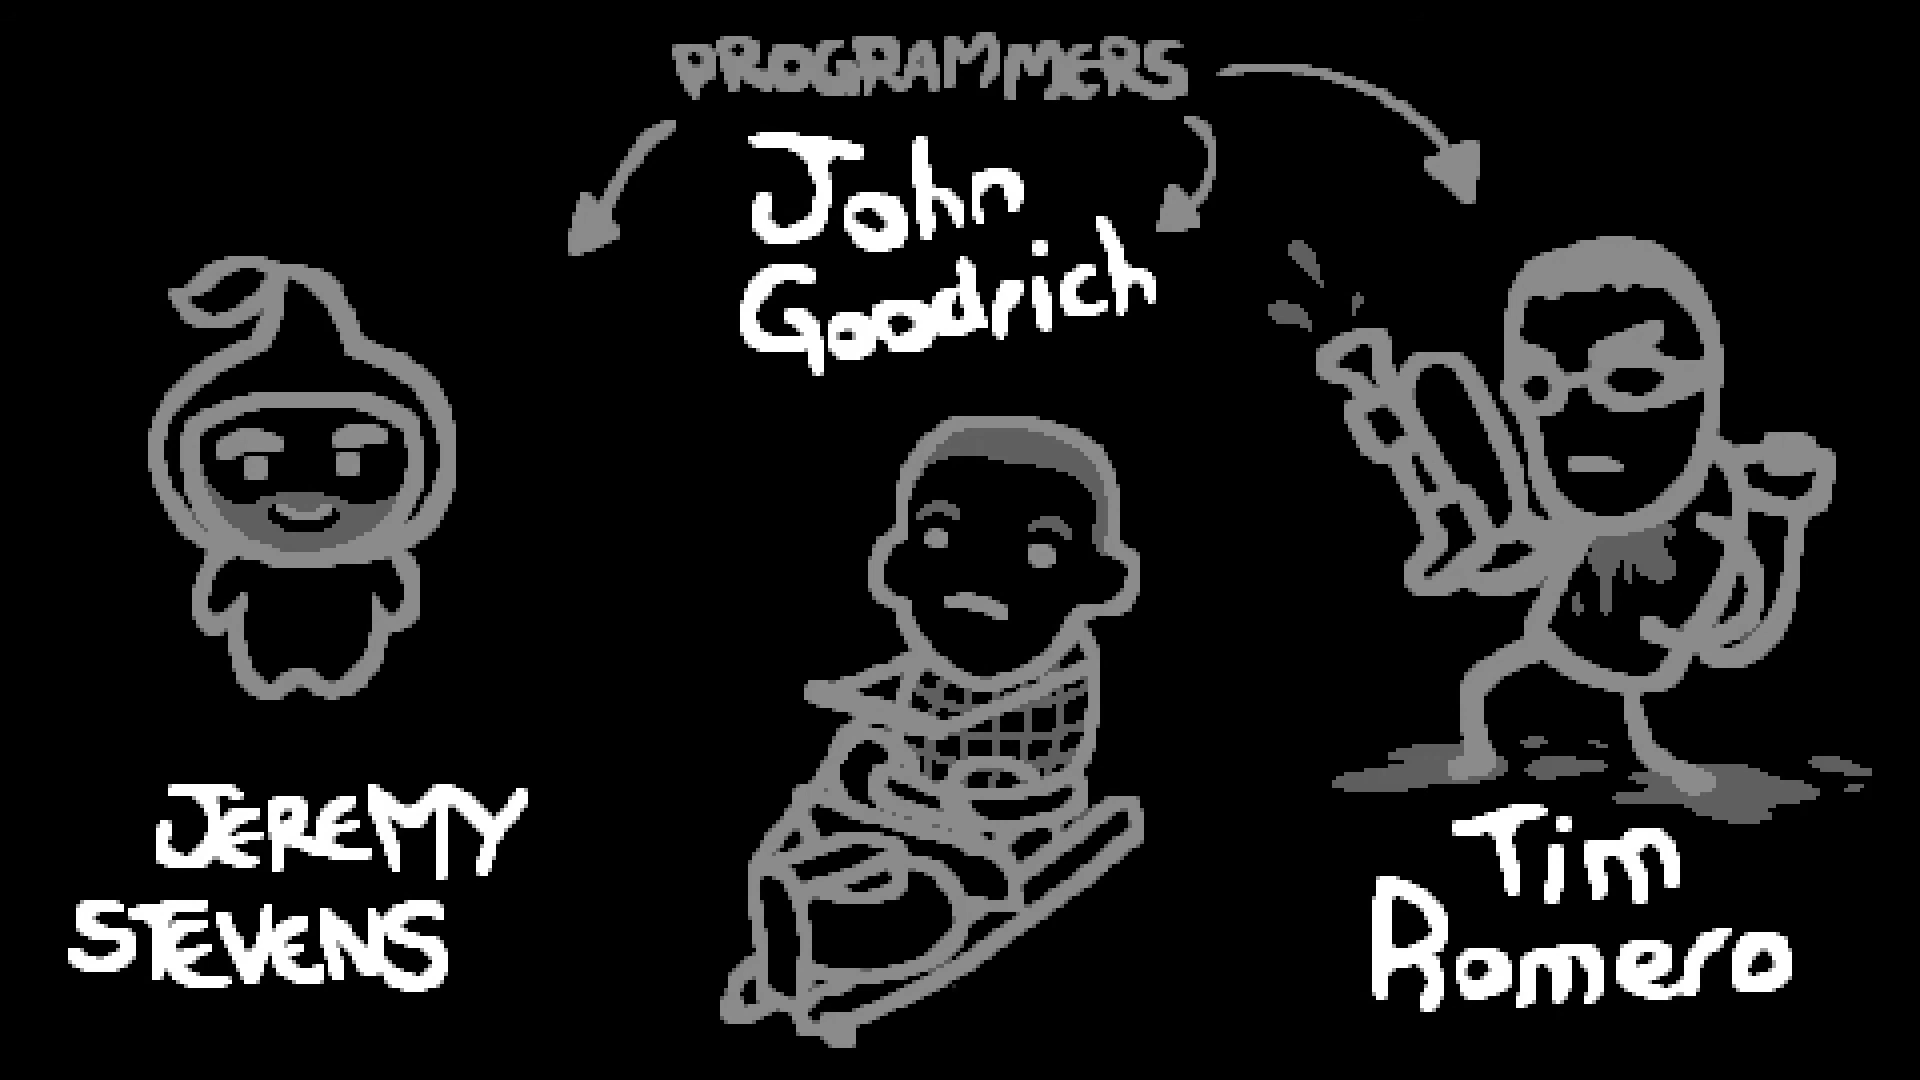 PROGRAMMERS
John
Goodrich
JEREMY
STEVENS
Tim
Romero